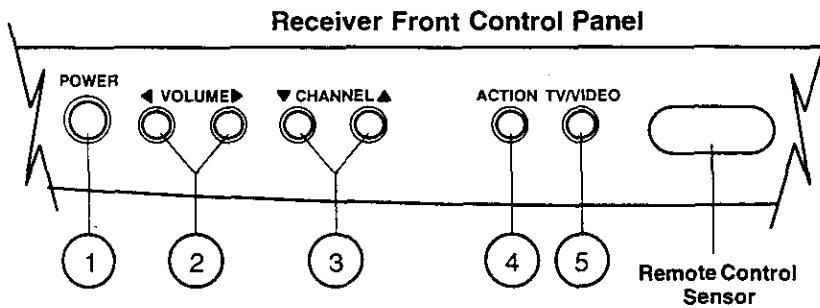 Receiver Front Control Panel
POWER
◀ VOLUME ▶
▼ CHANNEL ▲
ACTION TV/VIDEO
1 2 3 4 5
Remote Control
Sensor